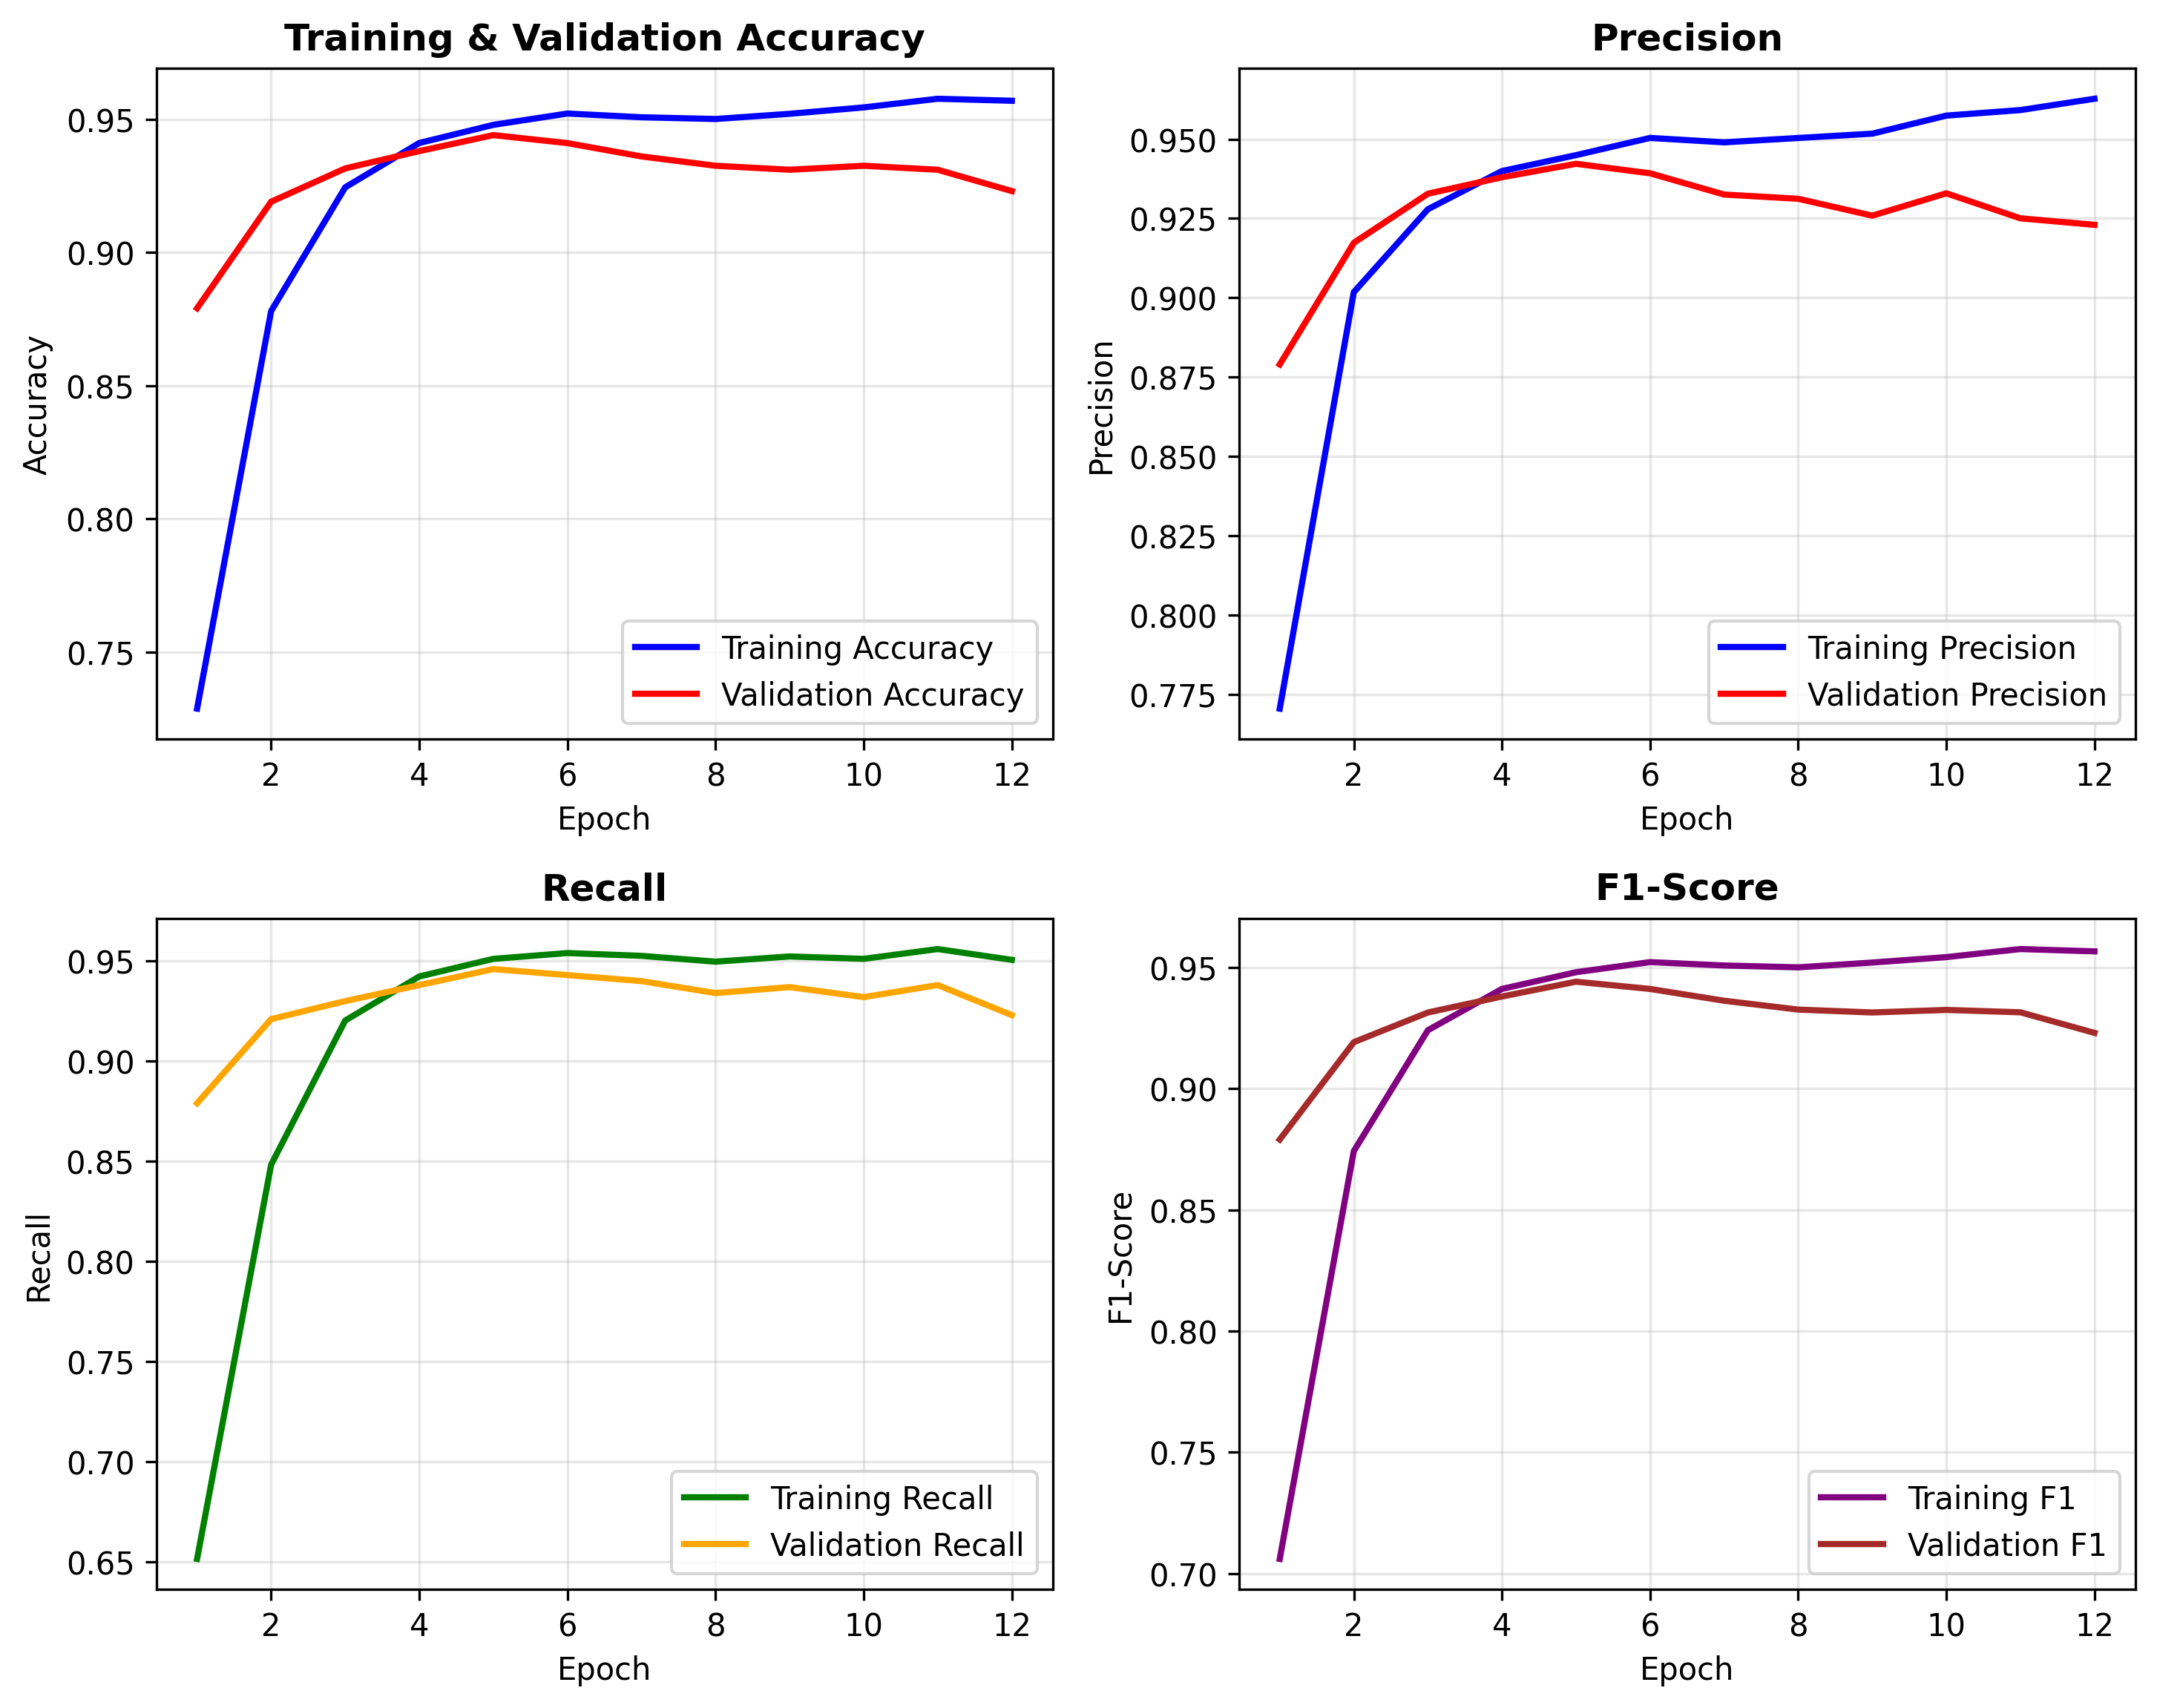 Training & Validation Accuracy
Accuracy
0.95
0.90
0.85
0.80
0.75
Training Accuracy
Validation Accuracy
2 4 6 8 10 12
Epoch
Precision
Precision
0.950
0.925
0.900
0.875
0.850
0.825
0.800
0.775
Training Precision
Validation Precision
2 4 6 8 10 12
Epoch
Recall
Recall
0.95
0.90
0.85
0.80
0.75
0.70
0.65
Training Recall
Validation Recall
2 4 6 8 10 12
Epoch
F1-Score
F1-Score
0.95
0.90
0.85
0.80
0.75
0.70
Training F1
Validation F1
2 4 6 8 10 12
Epoch